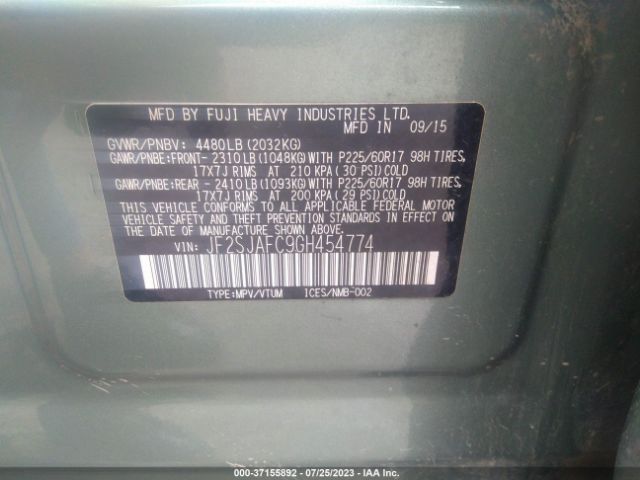 MFD BY FUJI HEAVY INDUSTRIES LTD.
MFD IN 09/15
GVWR/PNBV: 4480LB (2032KG)
GAWR/PNBE:FRONT- 2310LB (1048KG) WITH P225/60R17 98H TIRES,
17X7J RIMS AT 210 KPA (30 PSI) COLD
GAWR/PNBE:REAR - 2410LB (1093KG) WITH P225/60R17 98H TIRES,
17X7J RIMS AT 200 KPA (29 PSI) COLD
THIS VEHICLE CONFORMS TO ALL APPLICABLE FEDERAL MOTOR
VEHICLE SAFETY AND THEFT PREVENTION STANDARDS IN EFFECT ON
THE DATE OF MANUFACTURE SHOWN ABOVE.
VIN: JF2SJAFC9GH454774
TYPE:MPV/VTUM ICES/NMB-002
000-37155892 - 07/25/2023 - IAA Inc.